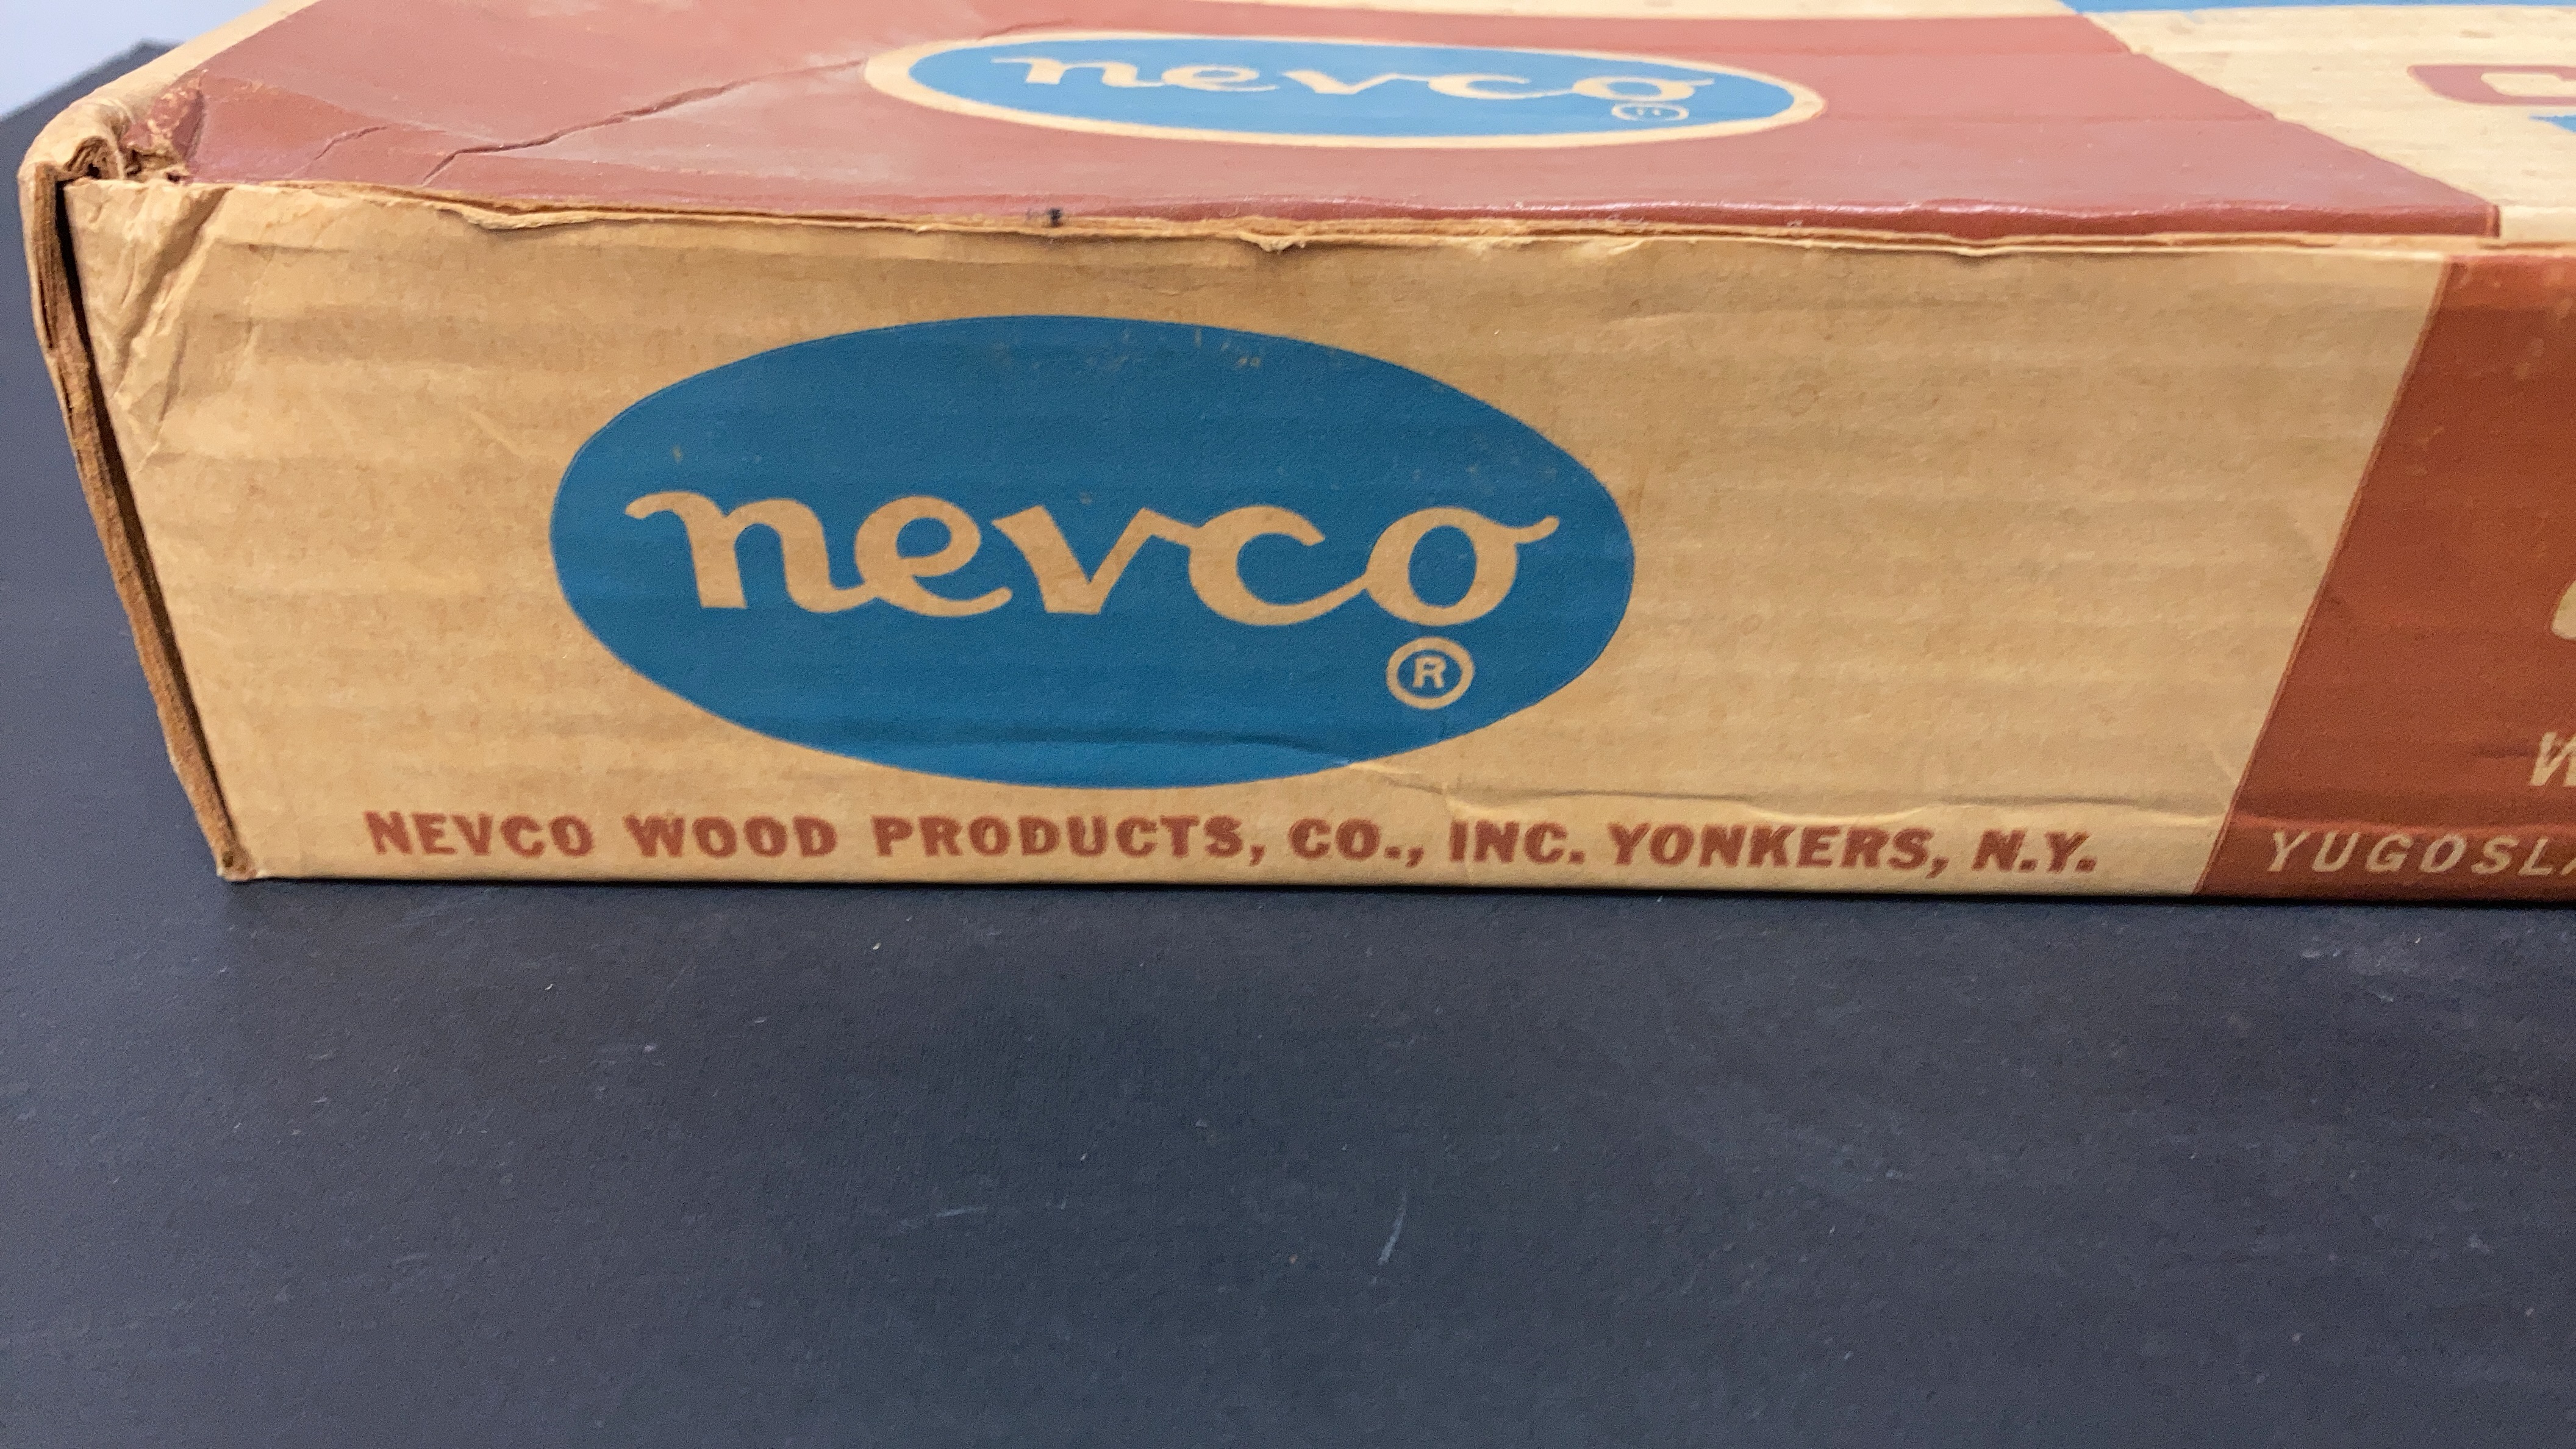 nevco
®
nevco
®
NEVCO WOOD PRODUCTS, CO., INC. YONKERS, N.Y.